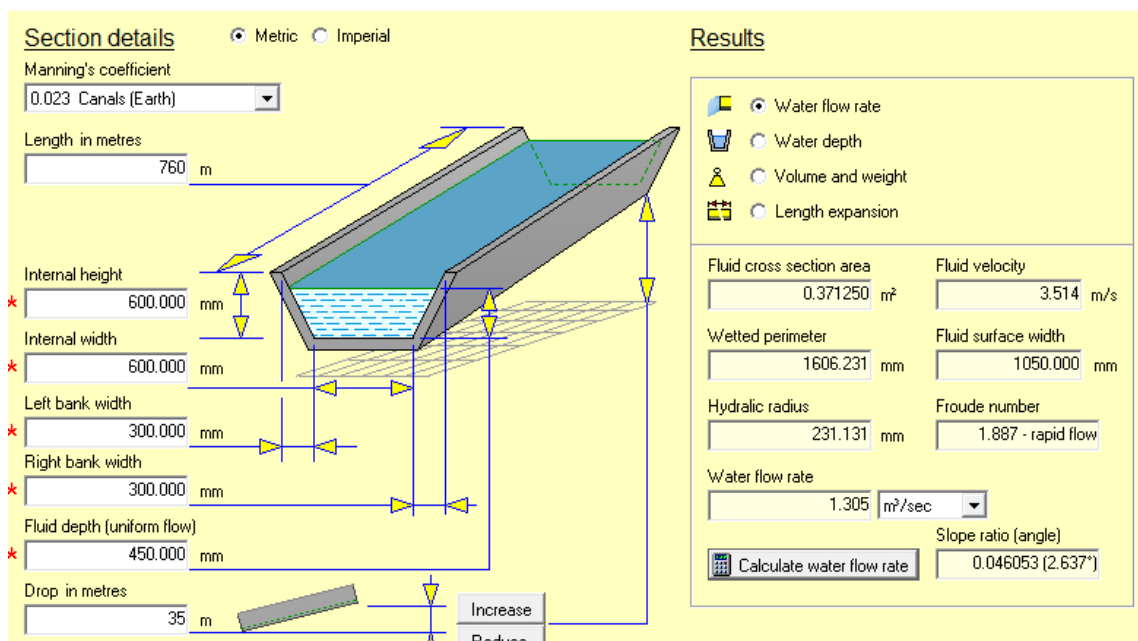 Section details
Metric
Imperial
Manning's coefficient
0.023 Canals (Earth)
Length in metres
760 m
Internal height
* 600.000 mm
Internal width
* 600.000 mm
Left bank width
* 300.000 mm
Right bank width
* 300.000 mm
Fluid depth (uniform flow)
* 450.000 mm
Drop in metres
35 m
Increase
Reduce
Results
Water flow rate
Water depth
Volume and weight
Length expansion
Fluid cross section area
0.371250 m²
Fluid velocity
3.514 m/s
Wetted perimeter
1606.231 mm
Fluid surface width
1050.000 mm
Hydralic radius
231.131 mm
Froude number
1.887 - rapid flow
Water flow rate
1.305 m³/sec
Slope ratio (angle)
Calculate water flow rate
0.046053 (2.637°)